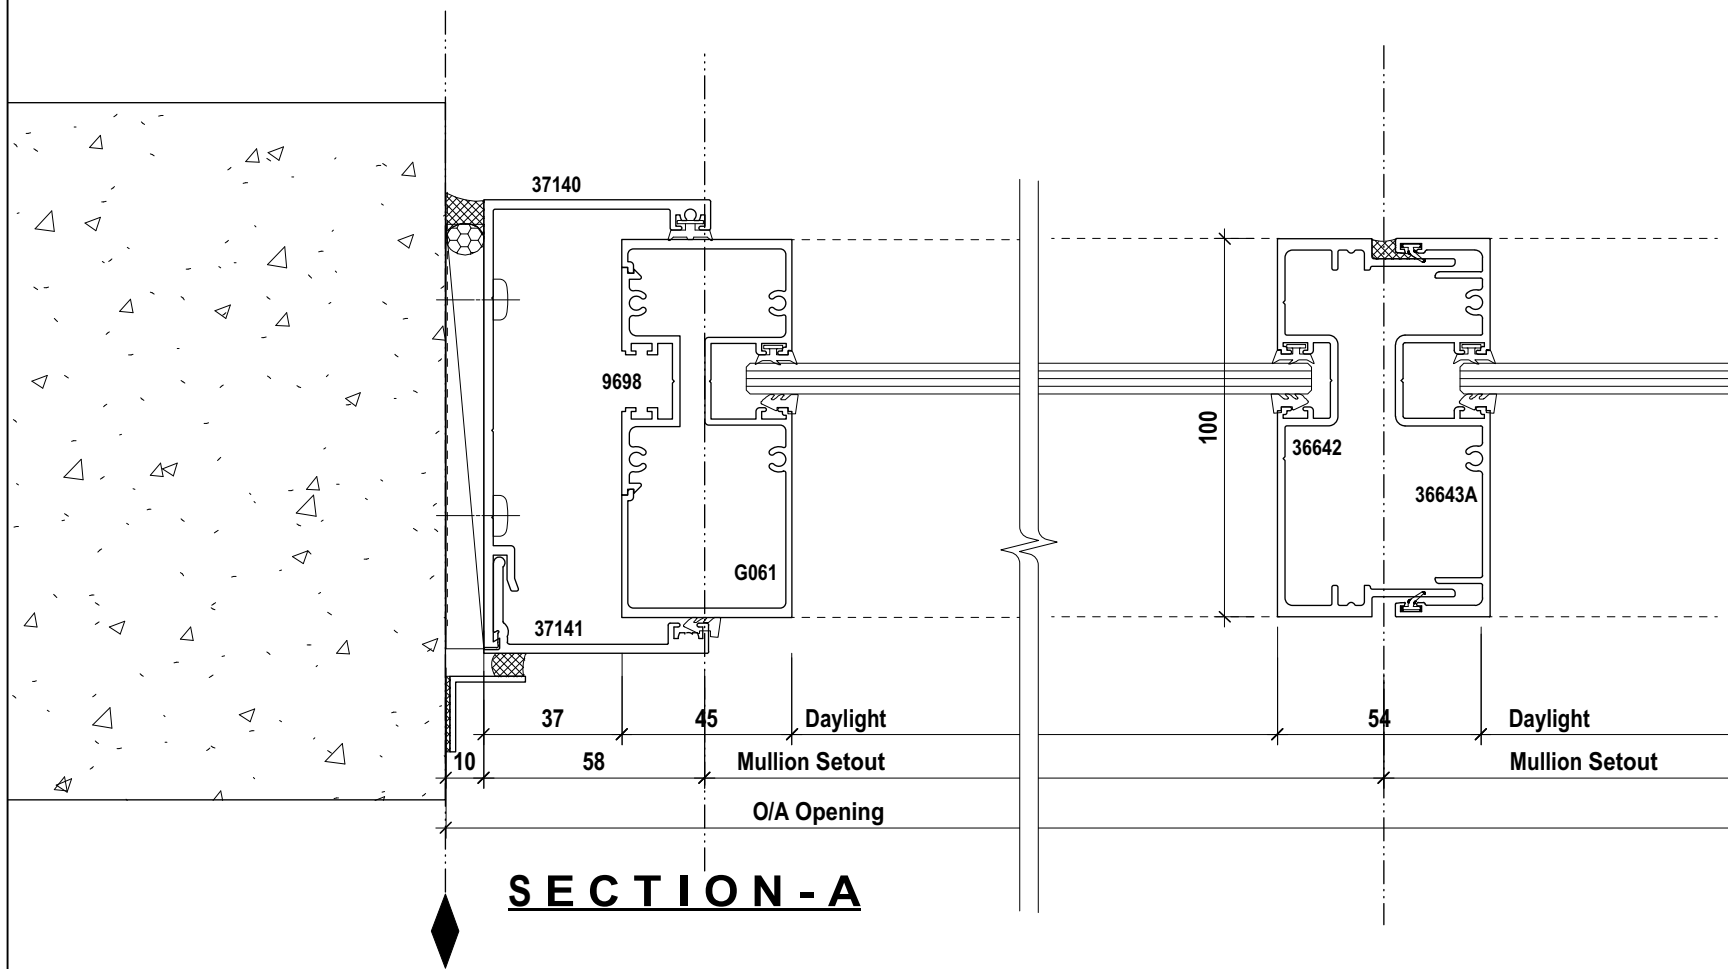 37140
9698
100
36642
36643A
G061
37141
37 45 Daylight 54 Daylight
10 58 Mullion Setout Mullion Setout
O/A Opening
SECTION-A